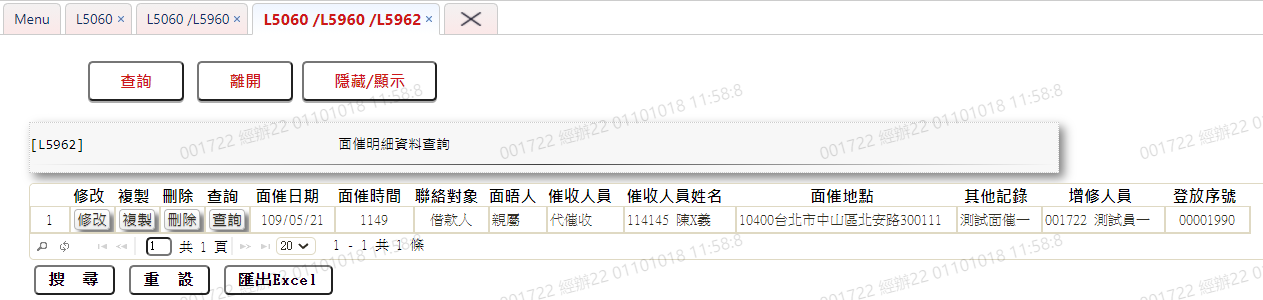 Menu L5060 × L5060 /L5960 × L5060 /L5960 /L5962 ×
查詢 離開 隱藏/顯示
[L5962] 面催明細資料查詢
修改 複製 刪除 查詢 面催日期 面催時間 聯絡對象 面晤人 催收人員 催收人員姓名 面催地點 其他記錄 增修人員 登放序號
1 修改 複製 刪除 查詢 109/05/21 1149 借款人 親屬 代催收 114145 陳X義 10400台北市中山區北安路300111 測試面催一 001722 測試員一 00001990
1 共 1 頁 20 1 - 1 共 1 條
搜 尋 重 設 匯出Excel
001722 經辦22 01101018 11:58:8